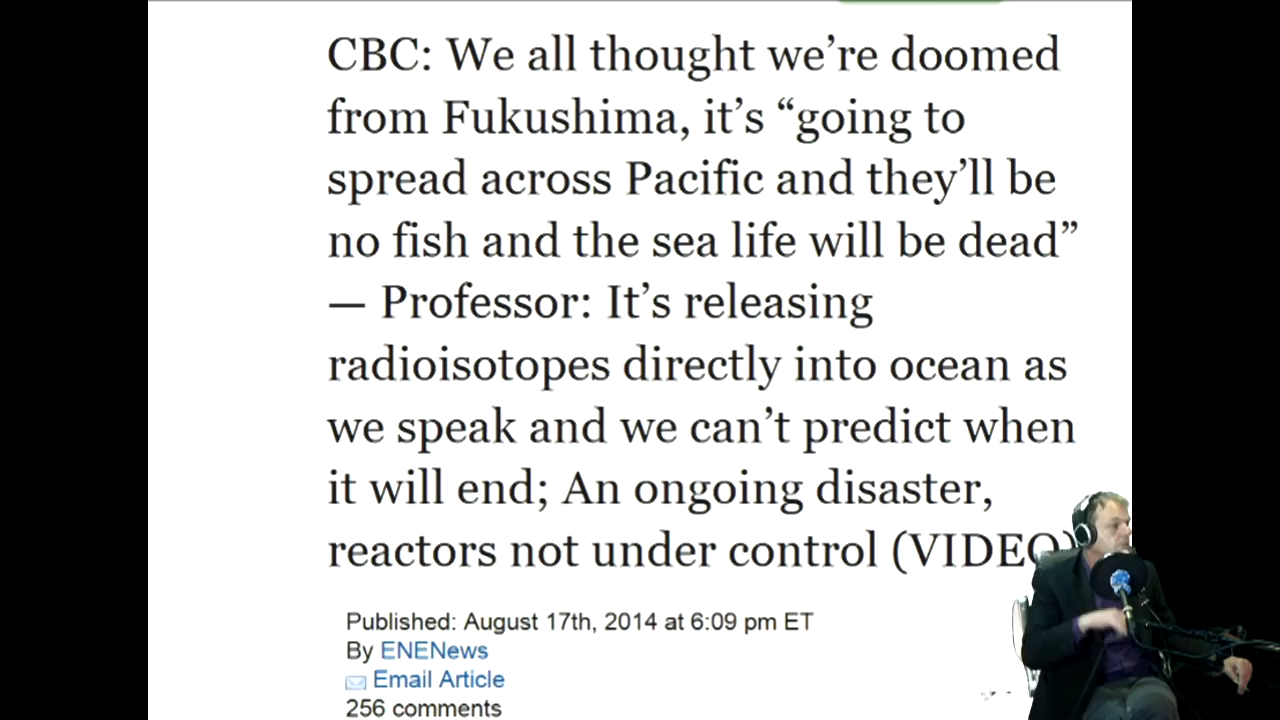 CBC: We all thought we’re doomed
from Fukushima, it’s “going to
spread across Pacific and they’ll be
no fish and the sea life will be dead”
— Professor: It’s releasing
radioisotopes directly into ocean as
we speak and we can’t predict when
it will end; An ongoing disaster,
reactors not under control (VIDEO)
Published: August 17th, 2014 at 6:09 pm ET
By ENENews
Email Article
256 comments